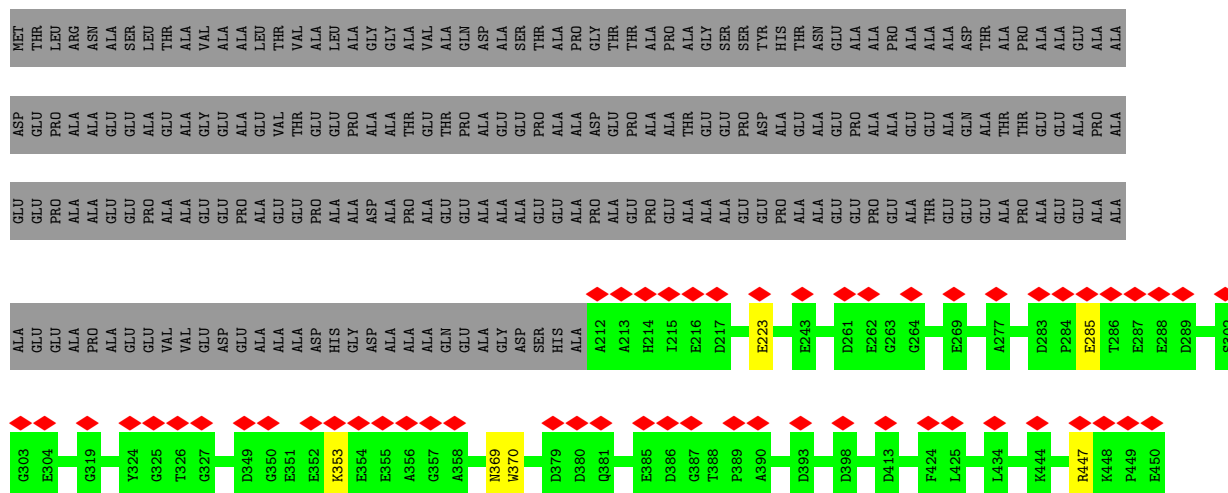 MET THR LEU ARG ASN ALA SER LEU THR ALA VAL ALA ALA LEU THR VAL ALA LEU ALA GLY GLY ALA VAL ALA GLN ASP ALA SER THR ALA PRO GLY THR THR ALA PRO ALA GLY SER SER TYR HIS THR ASN GLU ALA ALA PRO ALA ALA ALA ASP THR ALA PRO ALA ALA GLU ALA ALA
ASP GLU PRO ALA ALA GLU GLU ALA GLU ALA GLY GLU ALA GLU VAL THR GLU GLU PRO ALA ALA THR GLU THR PRO ALA GLU GLU PRO ALA ALA ASP GLU PRO ALA ALA THR GLU GLU PRO ASP ALA GLU ASN GLU PRO ALA ALA GLU GLU ALA GLN ALA THR THR GLU GLU ALA PRO ALA
GLU GLU PRO ALA ALA GLU GLU PRO ALA ALA GLU GLU PRO ALA GLU GLU PRO ALA ALA ASP ALA PRO ALA GLU GLU ALA ALA ALA GLU GLU ALA PRO ALA GLU PRO GLU ALA ALA ALA GLU GLU PRO ALA ALA GLU GLU PRO GLU ALA THR GLU GLU GLU ALA PRO ALA GLU GLU ALA ALA
ALA GLU GLU ALA PRO ALA GLU GLU VAL VAL GLU ASP GLU ALA ALA ALA ASP HIS GLY ASP ALA ALA ALA GLN GLU ALA GLY ASP SER HIS ALA A212 A213 H214 I215 E216 D217 E223 E243 D261 E262 G263 G264 E269 A277 D283 P284 E285 T286 E287 E288 D289
G303 E304 G319 Y324 G325 T326 G327 D349 G350 E351 E352 K353 E354 E355 A356 G357 A358 N369 W370 D379 D380 Q381 E385 D386 G387 T388 P389 A390 D393 D398 D413 F424 L425 L434 K444 R447 K448 P449 E450